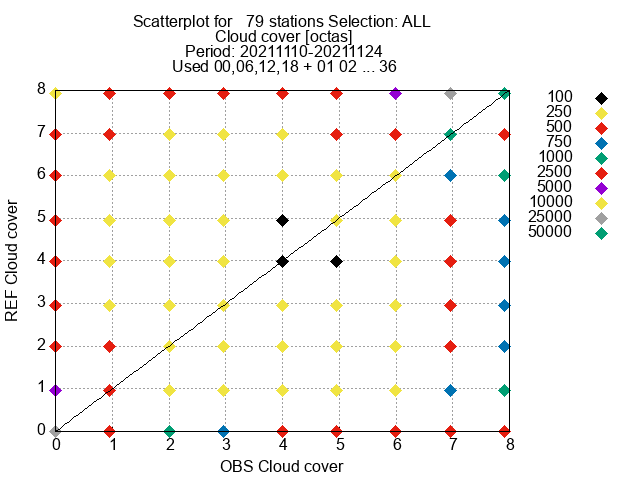 Scatterplot for   79 stations Selection: ALL
Cloud cover [octas]
Period: 20211110-20211124
Used 00,06,12,18 + 01 02 ... 36
8
7
6
5
4
3
2
1
0
REF Cloud cover
0 1 2 3 4 5 6 7 8
OBS Cloud cover
100
250
500
750
1000
2500
5000
10000
25000
50000